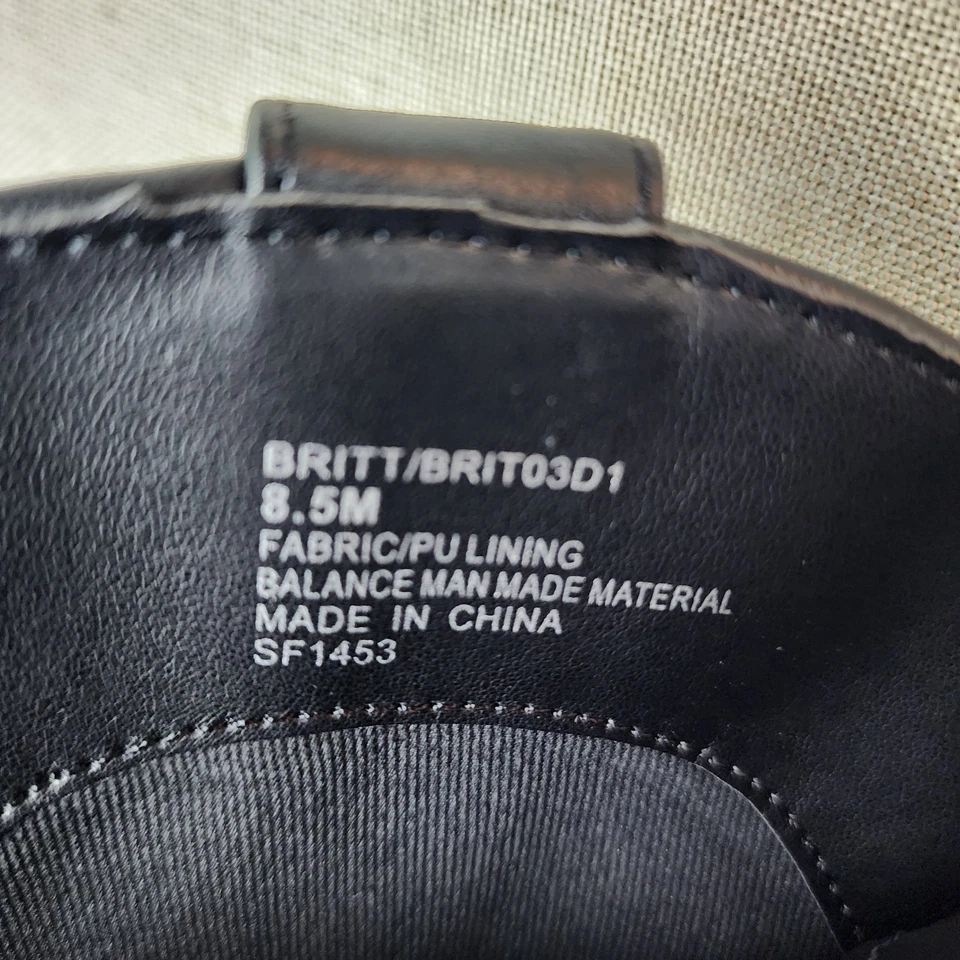 BRITT/BRIT03D1
8.5M
FABRIC/PU LINING
BALANCE MAN MADE MATERIAL
MADE IN CHINA
SF1453